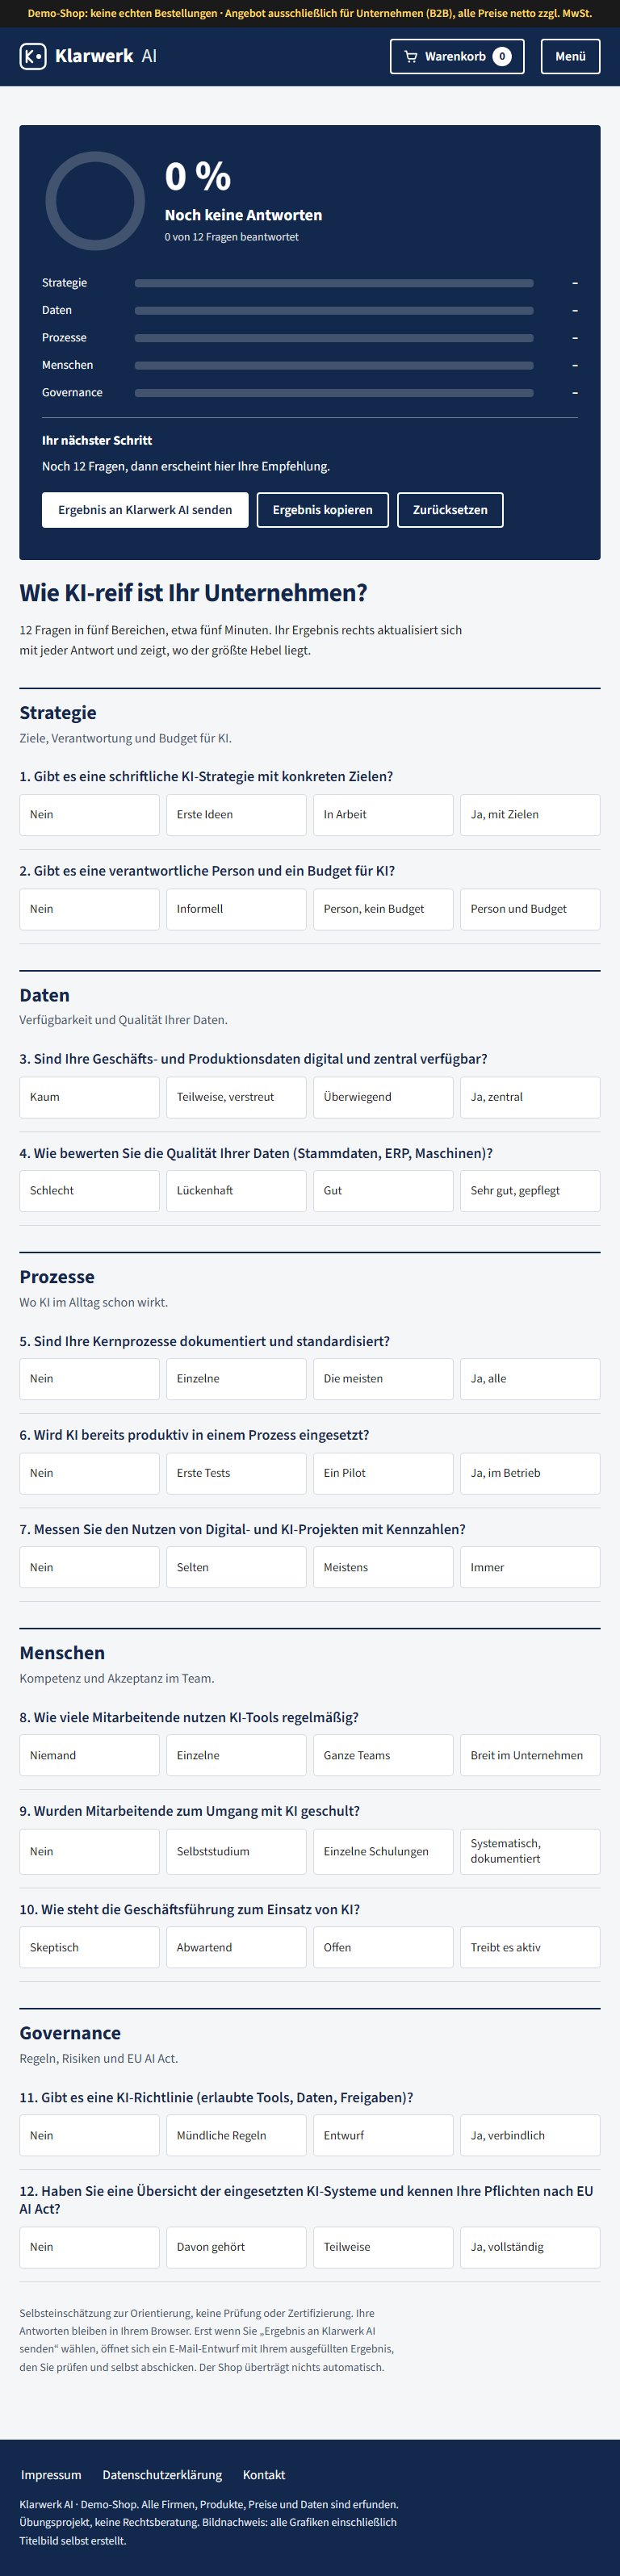 Demo-Shop: keine echten Bestellungen · Angebot ausschließlich für Unternehmen (B2B), alle Preise netto zzgl. MwSt.
K Klarwerk AI
Warenkorb 0
Menü
0 %
Noch keine Antworten
0 von 12 Fragen beantwortet
Strategie –
Daten –
Prozesse –
Menschen –
Governance –
Ihr nächster Schritt
Noch 12 Fragen, dann erscheint hier Ihre Empfehlung.
Ergebnis an Klarwerk AI senden
Ergebnis kopieren
Zurücksetzen
Wie KI-reif ist Ihr Unternehmen?
12 Fragen in fünf Bereichen, etwa fünf Minuten. Ihr Ergebnis rechts aktualisiert sich
mit jeder Antwort und zeigt, wo der größte Hebel liegt.
Strategie
Ziele, Verantwortung und Budget für KI.
1. Gibt es eine schriftliche KI-Strategie mit konkreten Zielen?
Nein
Erste Ideen
In Arbeit
Ja, mit Zielen
2. Gibt es eine verantwortliche Person und ein Budget für KI?
Nein
Informell
Person, kein Budget
Person und Budget
Daten
Verfügbarkeit und Qualität Ihrer Daten.
3. Sind Ihre Geschäfts- und Produktionsdaten digital und zentral verfügbar?
Kaum
Teilweise, verstreut
Überwiegend
Ja, zentral
4. Wie bewerten Sie die Qualität Ihrer Daten (Stammdaten, ERP, Maschinen)?
Schlecht
Lückenhaft
Gut
Sehr gut, gepflegt
Prozesse
Wo KI im Alltag schon wirkt.
5. Sind Ihre Kernprozesse dokumentiert und standardisiert?
Nein
Einzelne
Die meisten
Ja, alle
6. Wird KI bereits produktiv in einem Prozess eingesetzt?
Nein
Erste Tests
Ein Pilot
Ja, im Betrieb
7. Messen Sie den Nutzen von Digital- und KI-Projekten mit Kennzahlen?
Nein
Selten
Meistens
Immer
Menschen
Kompetenz und Akzeptanz im Team.
8. Wie viele Mitarbeitende nutzen KI-Tools regelmäßig?
Niemand
Einzelne
Ganze Teams
Breit im Unternehmen
9. Wurden Mitarbeitende zum Umgang mit KI geschult?
Nein
Selbststudium
Einzelne Schulungen
Systematisch,
dokumentiert
10. Wie steht die Geschäftsführung zum Einsatz von KI?
Skeptisch
Abwartend
Offen
Treibt es aktiv
Governance
Regeln, Risiken und EU AI Act.
11. Gibt es eine KI-Richtlinie (erlaubte Tools, Daten, Freigaben)?
Nein
Mündliche Regeln
Entwurf
Ja, verbindlich
12. Haben Sie eine Übersicht der eingesetzten KI-Systeme und kennen Ihre Pflichten nach EU
AI Act?
Nein
Davon gehört
Teilweise
Ja, vollständig
Selbsteinschätzung zur Orientierung, keine Prüfung oder Zertifizierung. Ihre
Antworten bleiben in Ihrem Browser. Erst wenn Sie „Ergebnis an Klarwerk AI
senden“ wählen, öffnet sich ein E-Mail-Entwurf mit Ihrem ausgefüllten Ergebnis,
den Sie prüfen und selbst abschicken. Der Shop überträgt nichts automatisch.
Impressum
Datenschutzerklärung
Kontakt
Klarwerk AI · Demo-Shop. Alle Firmen, Produkte, Preise und Daten sind erfunden.
Übungsprojekt, keine Rechtsberatung. Bildnachweis: alle Grafiken einschließlich
Titelbild selbst erstellt.